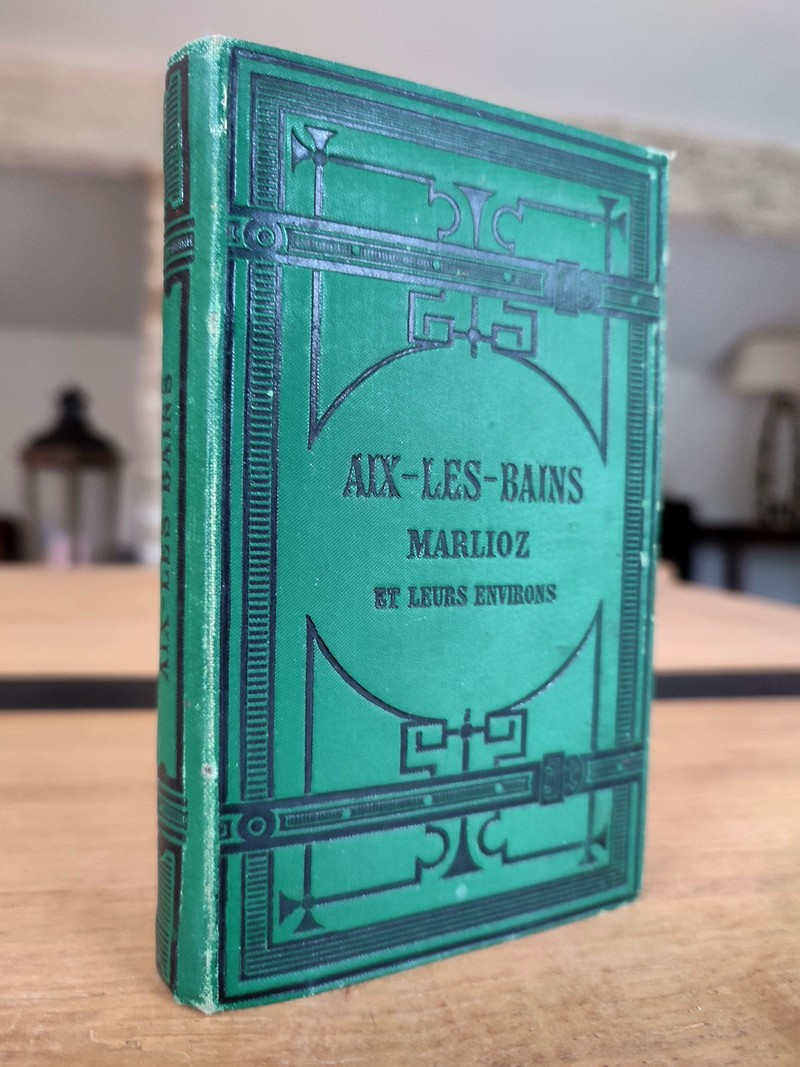 AIX-LES-BAINS
MARLIOZ
ET LEURS ENVIRONS
AIX LES BAINS